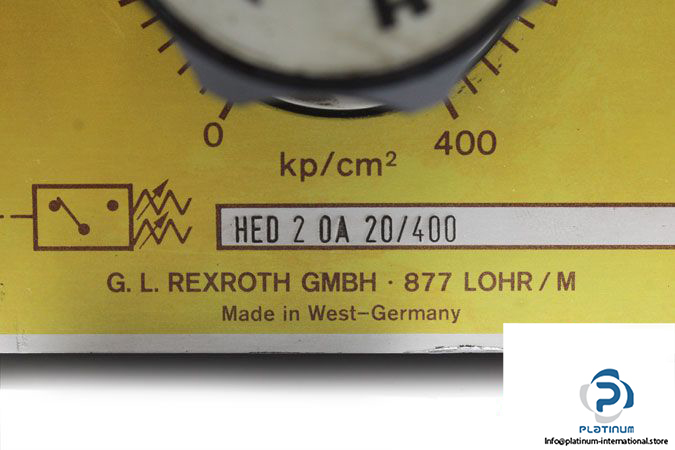 0
400
kp/cm²
HED 2 OA 20/400
G. L. REXROTH GMBH · 877 LOHR/M
Made in West-Germany
PLATINUM
Info@platinum-international.store